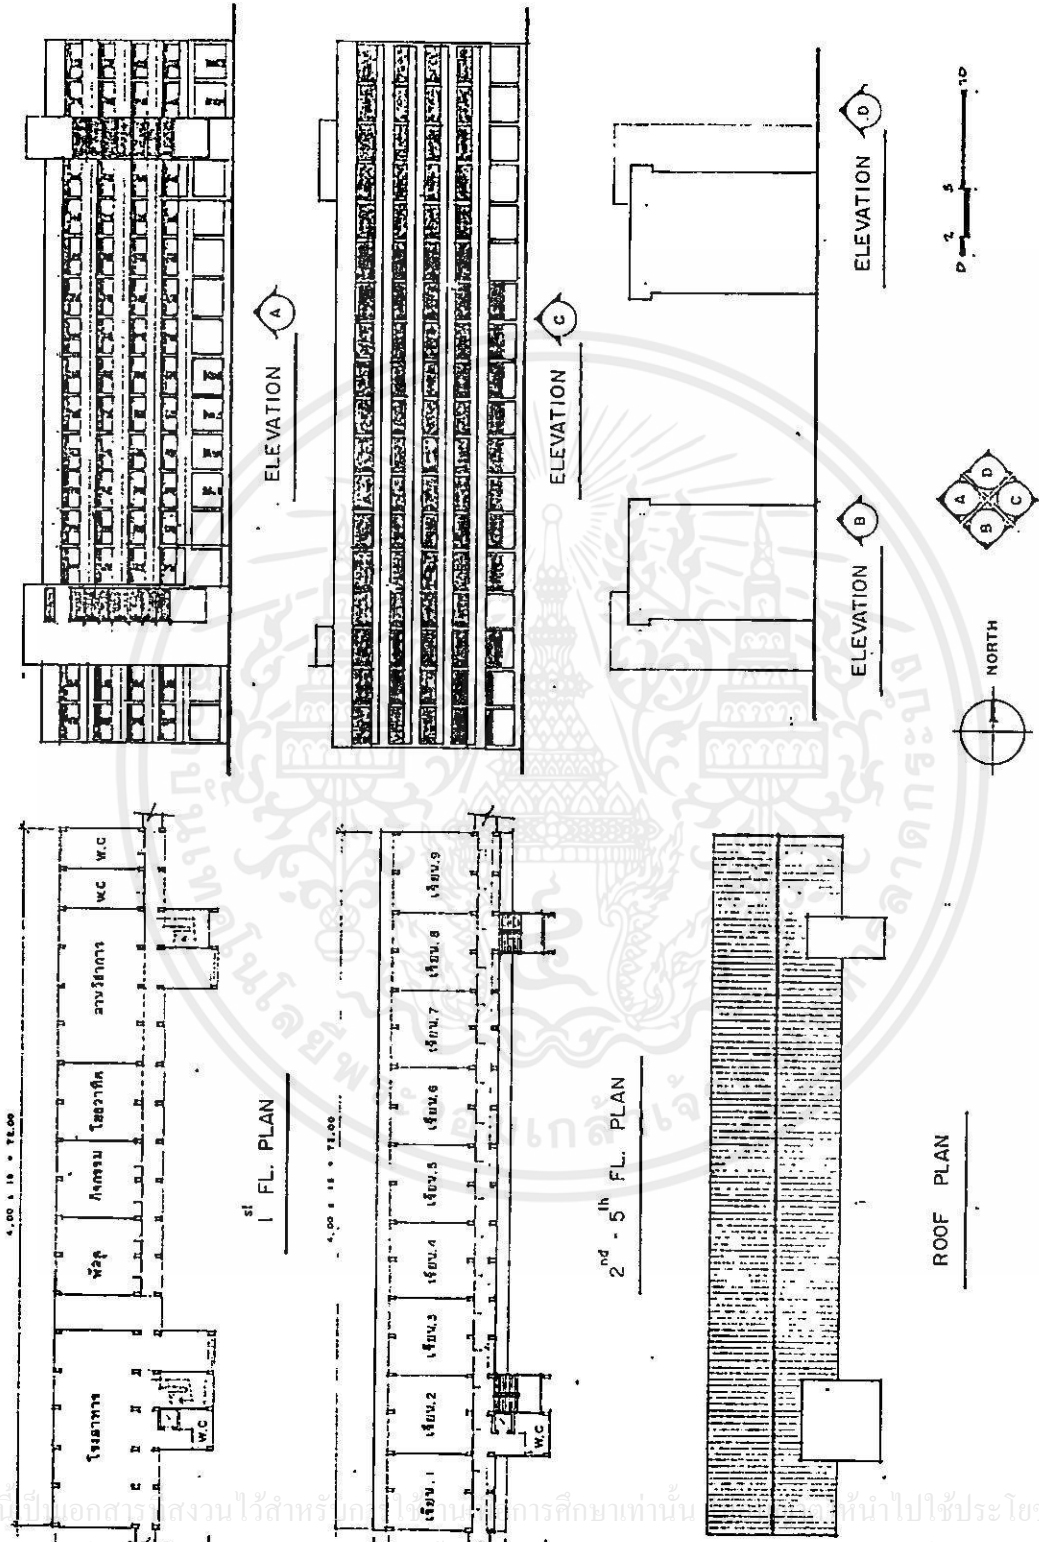 4.00 x 18 = 72.00
โรงอาหาร
พัสดุ
กิจกรรม
โสตวาทิต
ลานวิชาการ
W.C
W.C
W.C
1st FL. PLAN
4.00 x 18 = 72.00
เรียน.1
เรียน.2
เรียน.3
เรียน.4
เรียน.5
เรียน.6
เรียน.7
เรียน.8
เรียน.9
W.C
2nd - 5th FL. PLAN
ROOF PLAN
ELEVATION A
ELEVATION C
ELEVATION B
ELEVATION D
NORTH
A
B
C
D
0 2 5 10